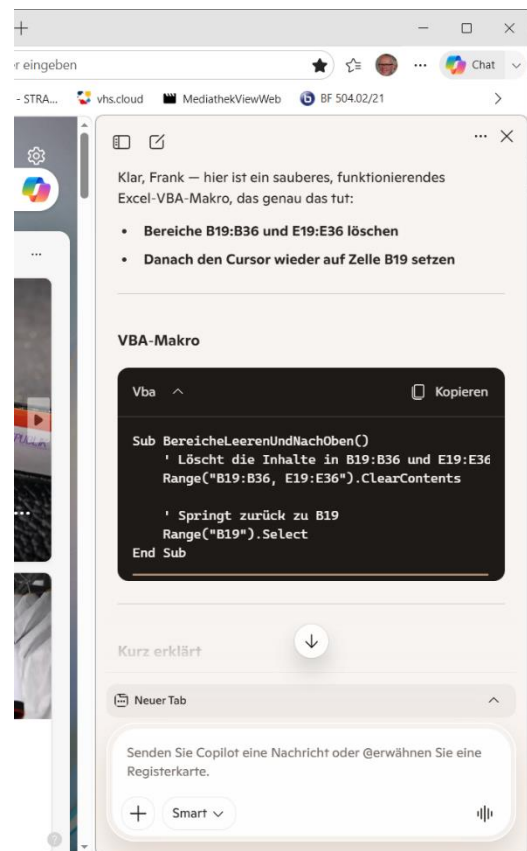 r eingeben
Chat
- STRA...
vhs.cloud
MediathekViewWeb
BF 504.02/21
Klar, Frank — hier ist ein sauberes, funktionierendes
Excel-VBA-Makro, das genau das tut:
• Bereiche B19:B36 und E19:E36 löschen
• Danach den Cursor wieder auf Zelle B19 setzen
VBA-Makro
Vba
Kopieren
Sub BereicheLeerenUndNachOben()
' Löscht die Inhalte in B19:B36 und E19:E36
Range("B19:B36, E19:E36").ClearContents
' Springt zurück zu B19
Range("B19").Select
End Sub
Kurz erklärt
Neuer Tab
Senden Sie Copilot eine Nachricht oder @erwähnen Sie eine
Registerkarte.
Smart